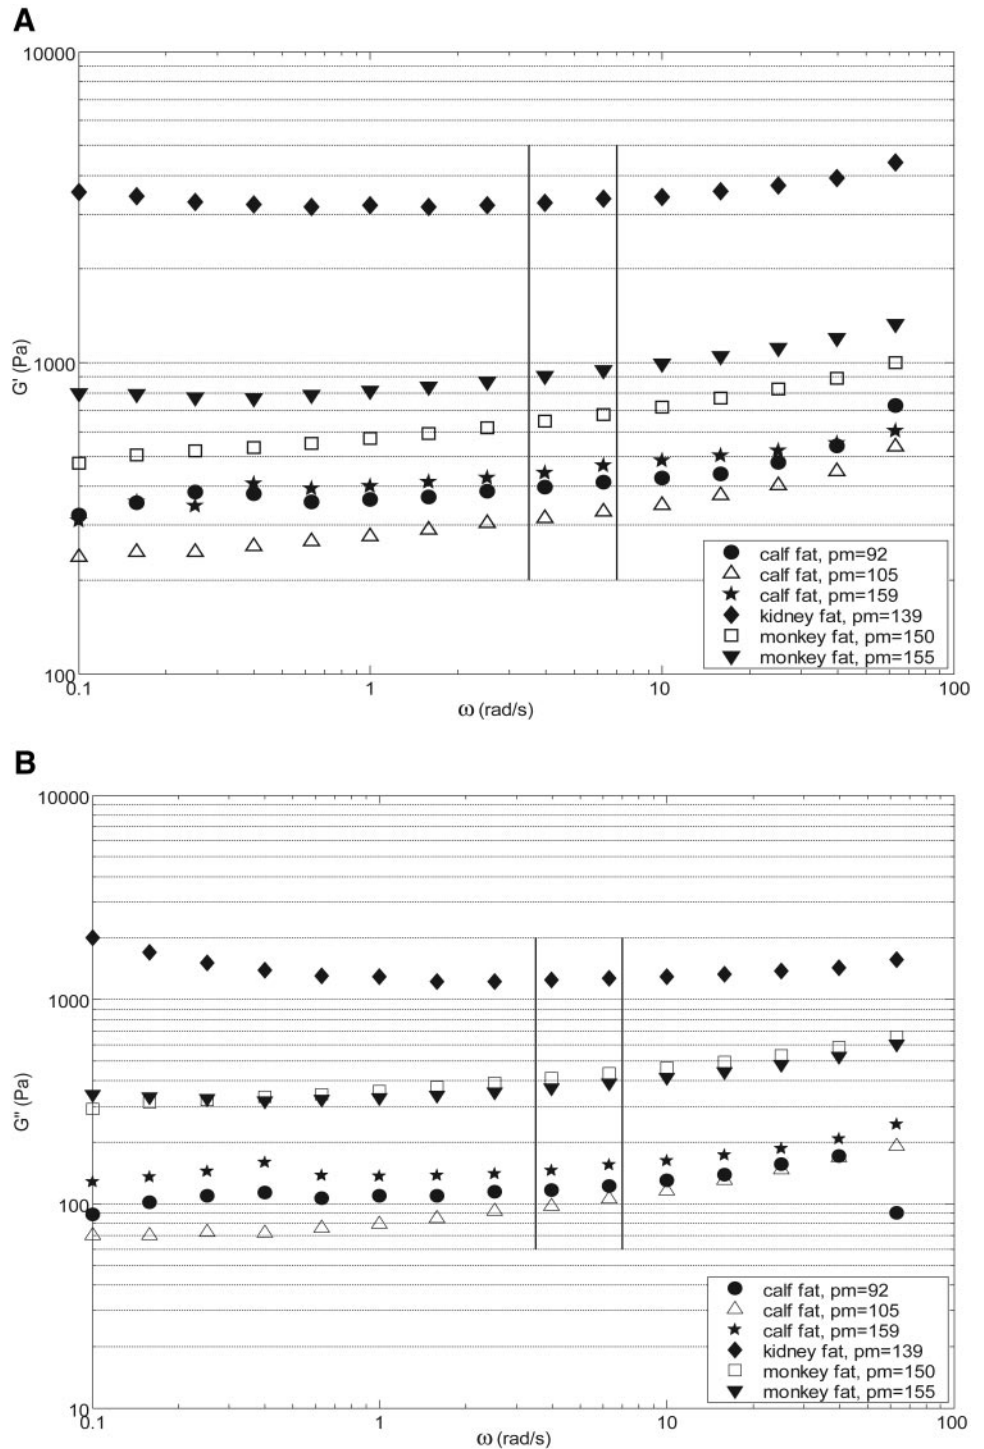 A
10000
1000
100
G' (Pa)
calf fat, pm=92
calf fat, pm=105
calf fat, pm=159
kidney fat, pm=139
monkey fat, pm=150
monkey fat, pm=155
0.1
1
10
100
ω (rad/s)
B
10000
1000
100
10
G'' (Pa)
calf fat, pm=92
calf fat, pm=105
calf fat, pm=159
kidney fat, pm=139
monkey fat, pm=150
monkey fat, pm=155
0.1
1
10
100
ω (rad/s)